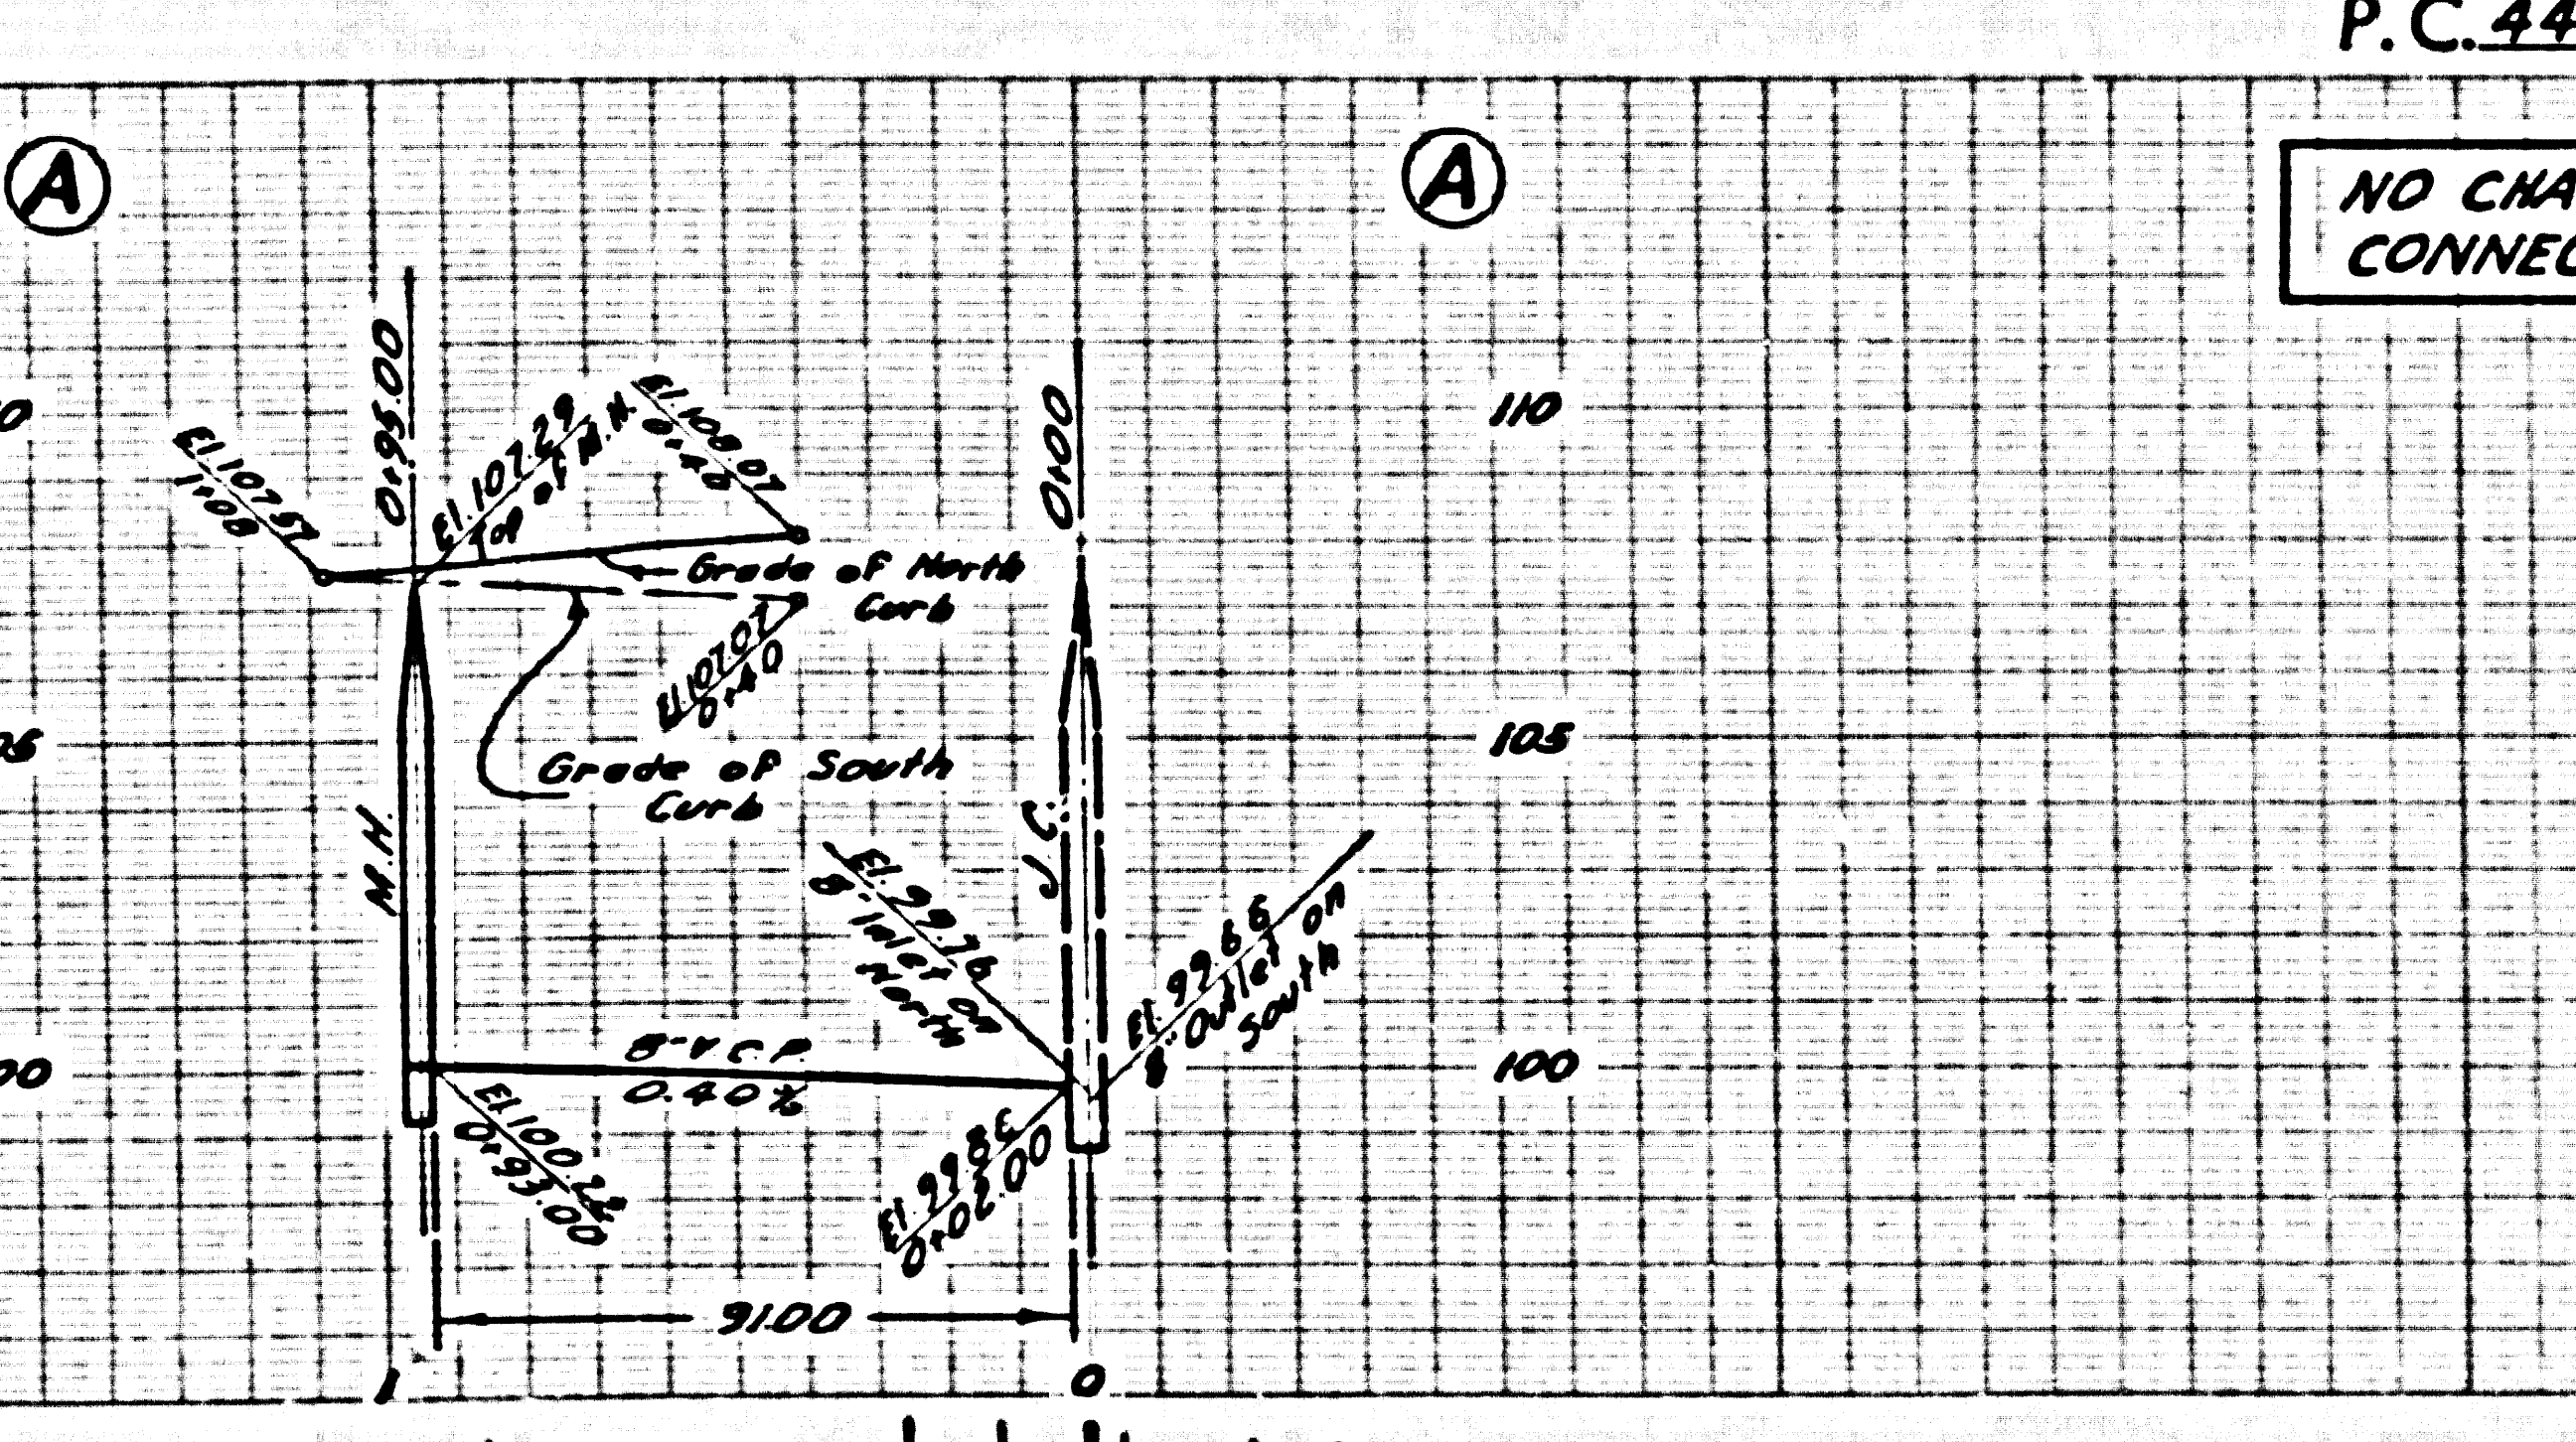 P.C. 44
A
A
NO CHA
CONNEC
0+95.00
0+00
El. 107.29
Top of M.H.
El. 108.07
0+40
El. 107.57
1+08
110
Grade of North
Curb
El. 107.07
0+40
Grade of South
Curb
105
M.H.
J.C.
El. 99.76
8" Inlet on
North
El. 99.66
8" Outlet on
South
8" V.C.P.
0.40%
100
El. 100.22
0+93.00
El. 99.86
0+02.00
91.00
1
0